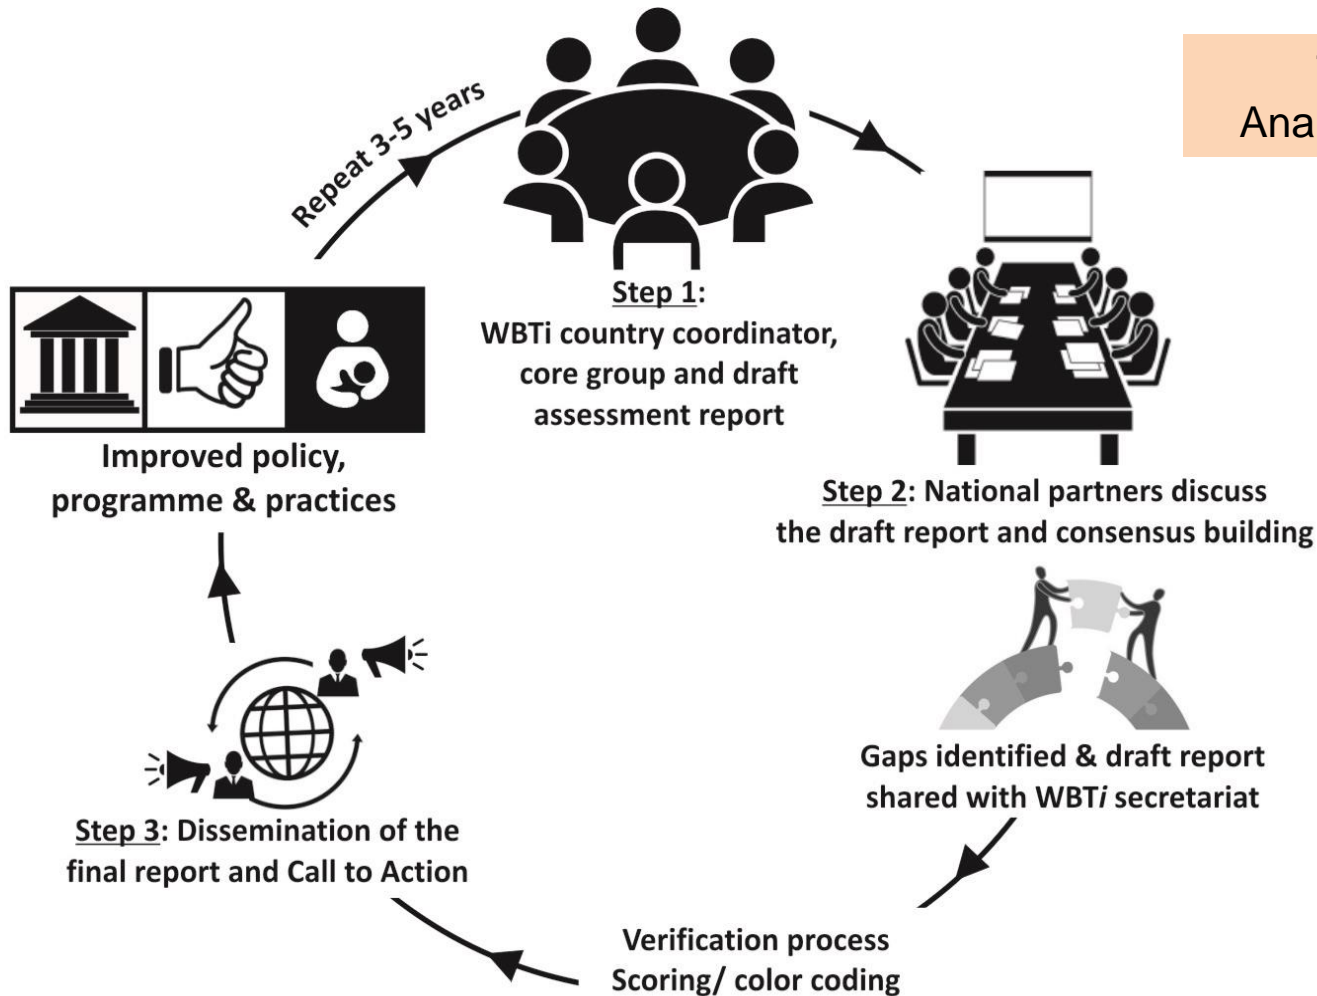 Repeat 3-5 years
Step 1:
WBTi country coordinator,
core group and draft
assessment report
Step 2: National partners discuss
the draft report and consensus building
Gaps identified & draft report
shared with WBTi secretariat
Verification process
Scoring/ color coding
Step 3: Dissemination of the
final report and Call to Action
Improved policy,
programme & practices